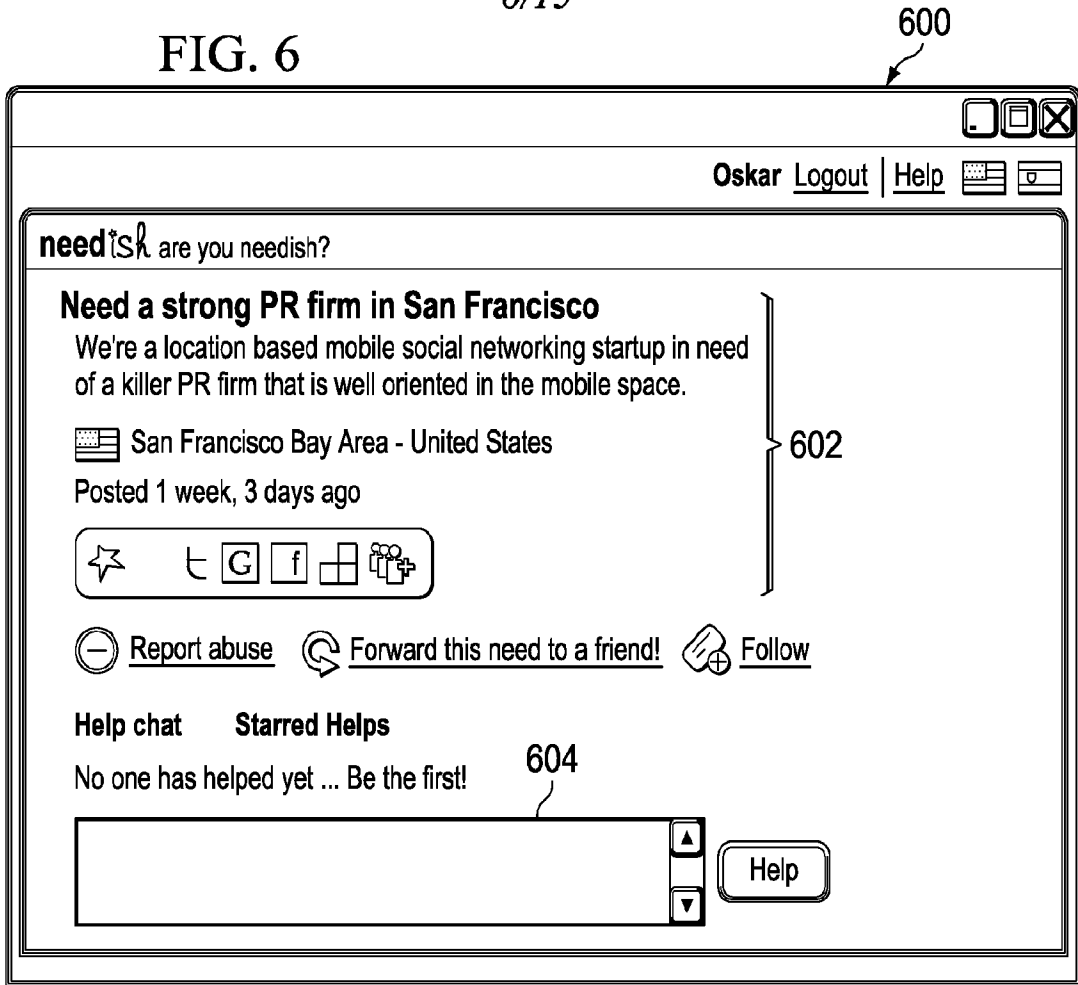 FIG. 6
600
Oskar Logout | Help
needish are you needish?
Need a strong PR firm in San Francisco
We're a location based mobile social networking startup in need
of a killer PR firm that is well oriented in the mobile space.
San Francisco Bay Area - United States
602
Posted 1 week, 3 days ago
t G f
Report abuse Forward this need to a friend! Follow
Help chat Starred Helps
604
No one has helped yet ... Be the first!
Help